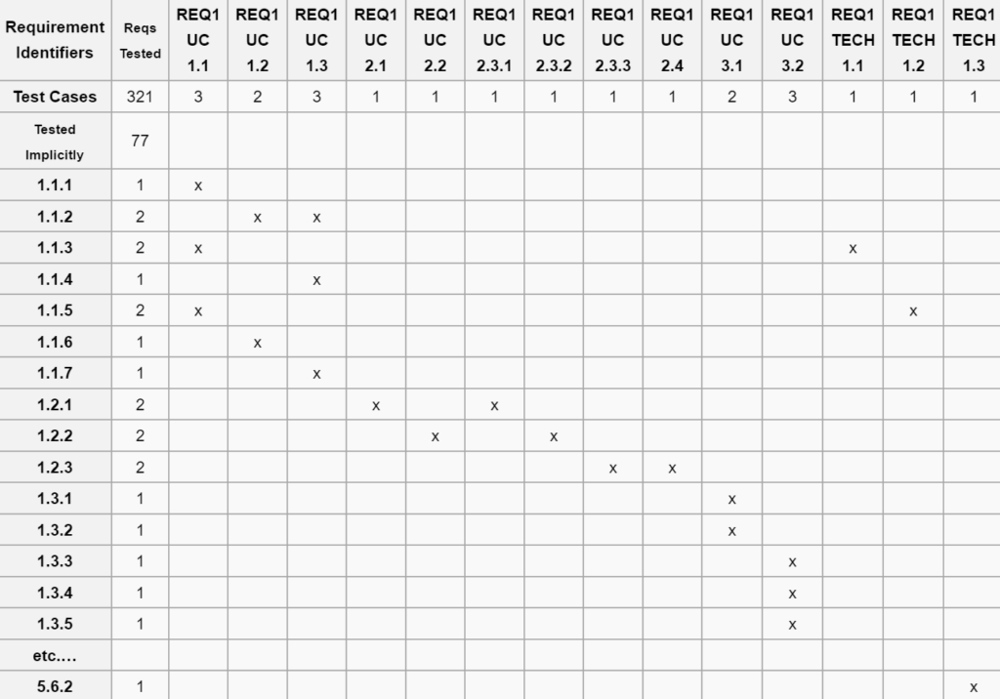 Requirement Identifiers Reqs Tested REQ1 UC 1.1 REQ1 UC 1.2 REQ1 UC 1.3 REQ1 UC 2.1 REQ1 UC 2.2 REQ1 UC 2.3.1 REQ1 UC 2.3.2 REQ1 UC 2.3.3 REQ1 UC 2.4 REQ1 UC 3.1 REQ1 UC 3.2 REQ1 TECH 1.1 REQ1 TECH 1.2 REQ1 TECH 1.3
Test Cases 321 3 2 3 1 1 1 1 1 1 2 3 1 1 1
Tested Implicitly 77
1.1.1 1 x
1.1.2 2 x x
1.1.3 2 x x
1.1.4 1 x
1.1.5 2 x x
1.1.6 1 x
1.1.7 1 x
1.2.1 2 x x
1.2.2 2 x x
1.2.3 2 x x
1.3.1 1 x
1.3.2 1 x
1.3.3 1 x
1.3.4 1 x
1.3.5 1 x
etc.…
5.6.2 1 x